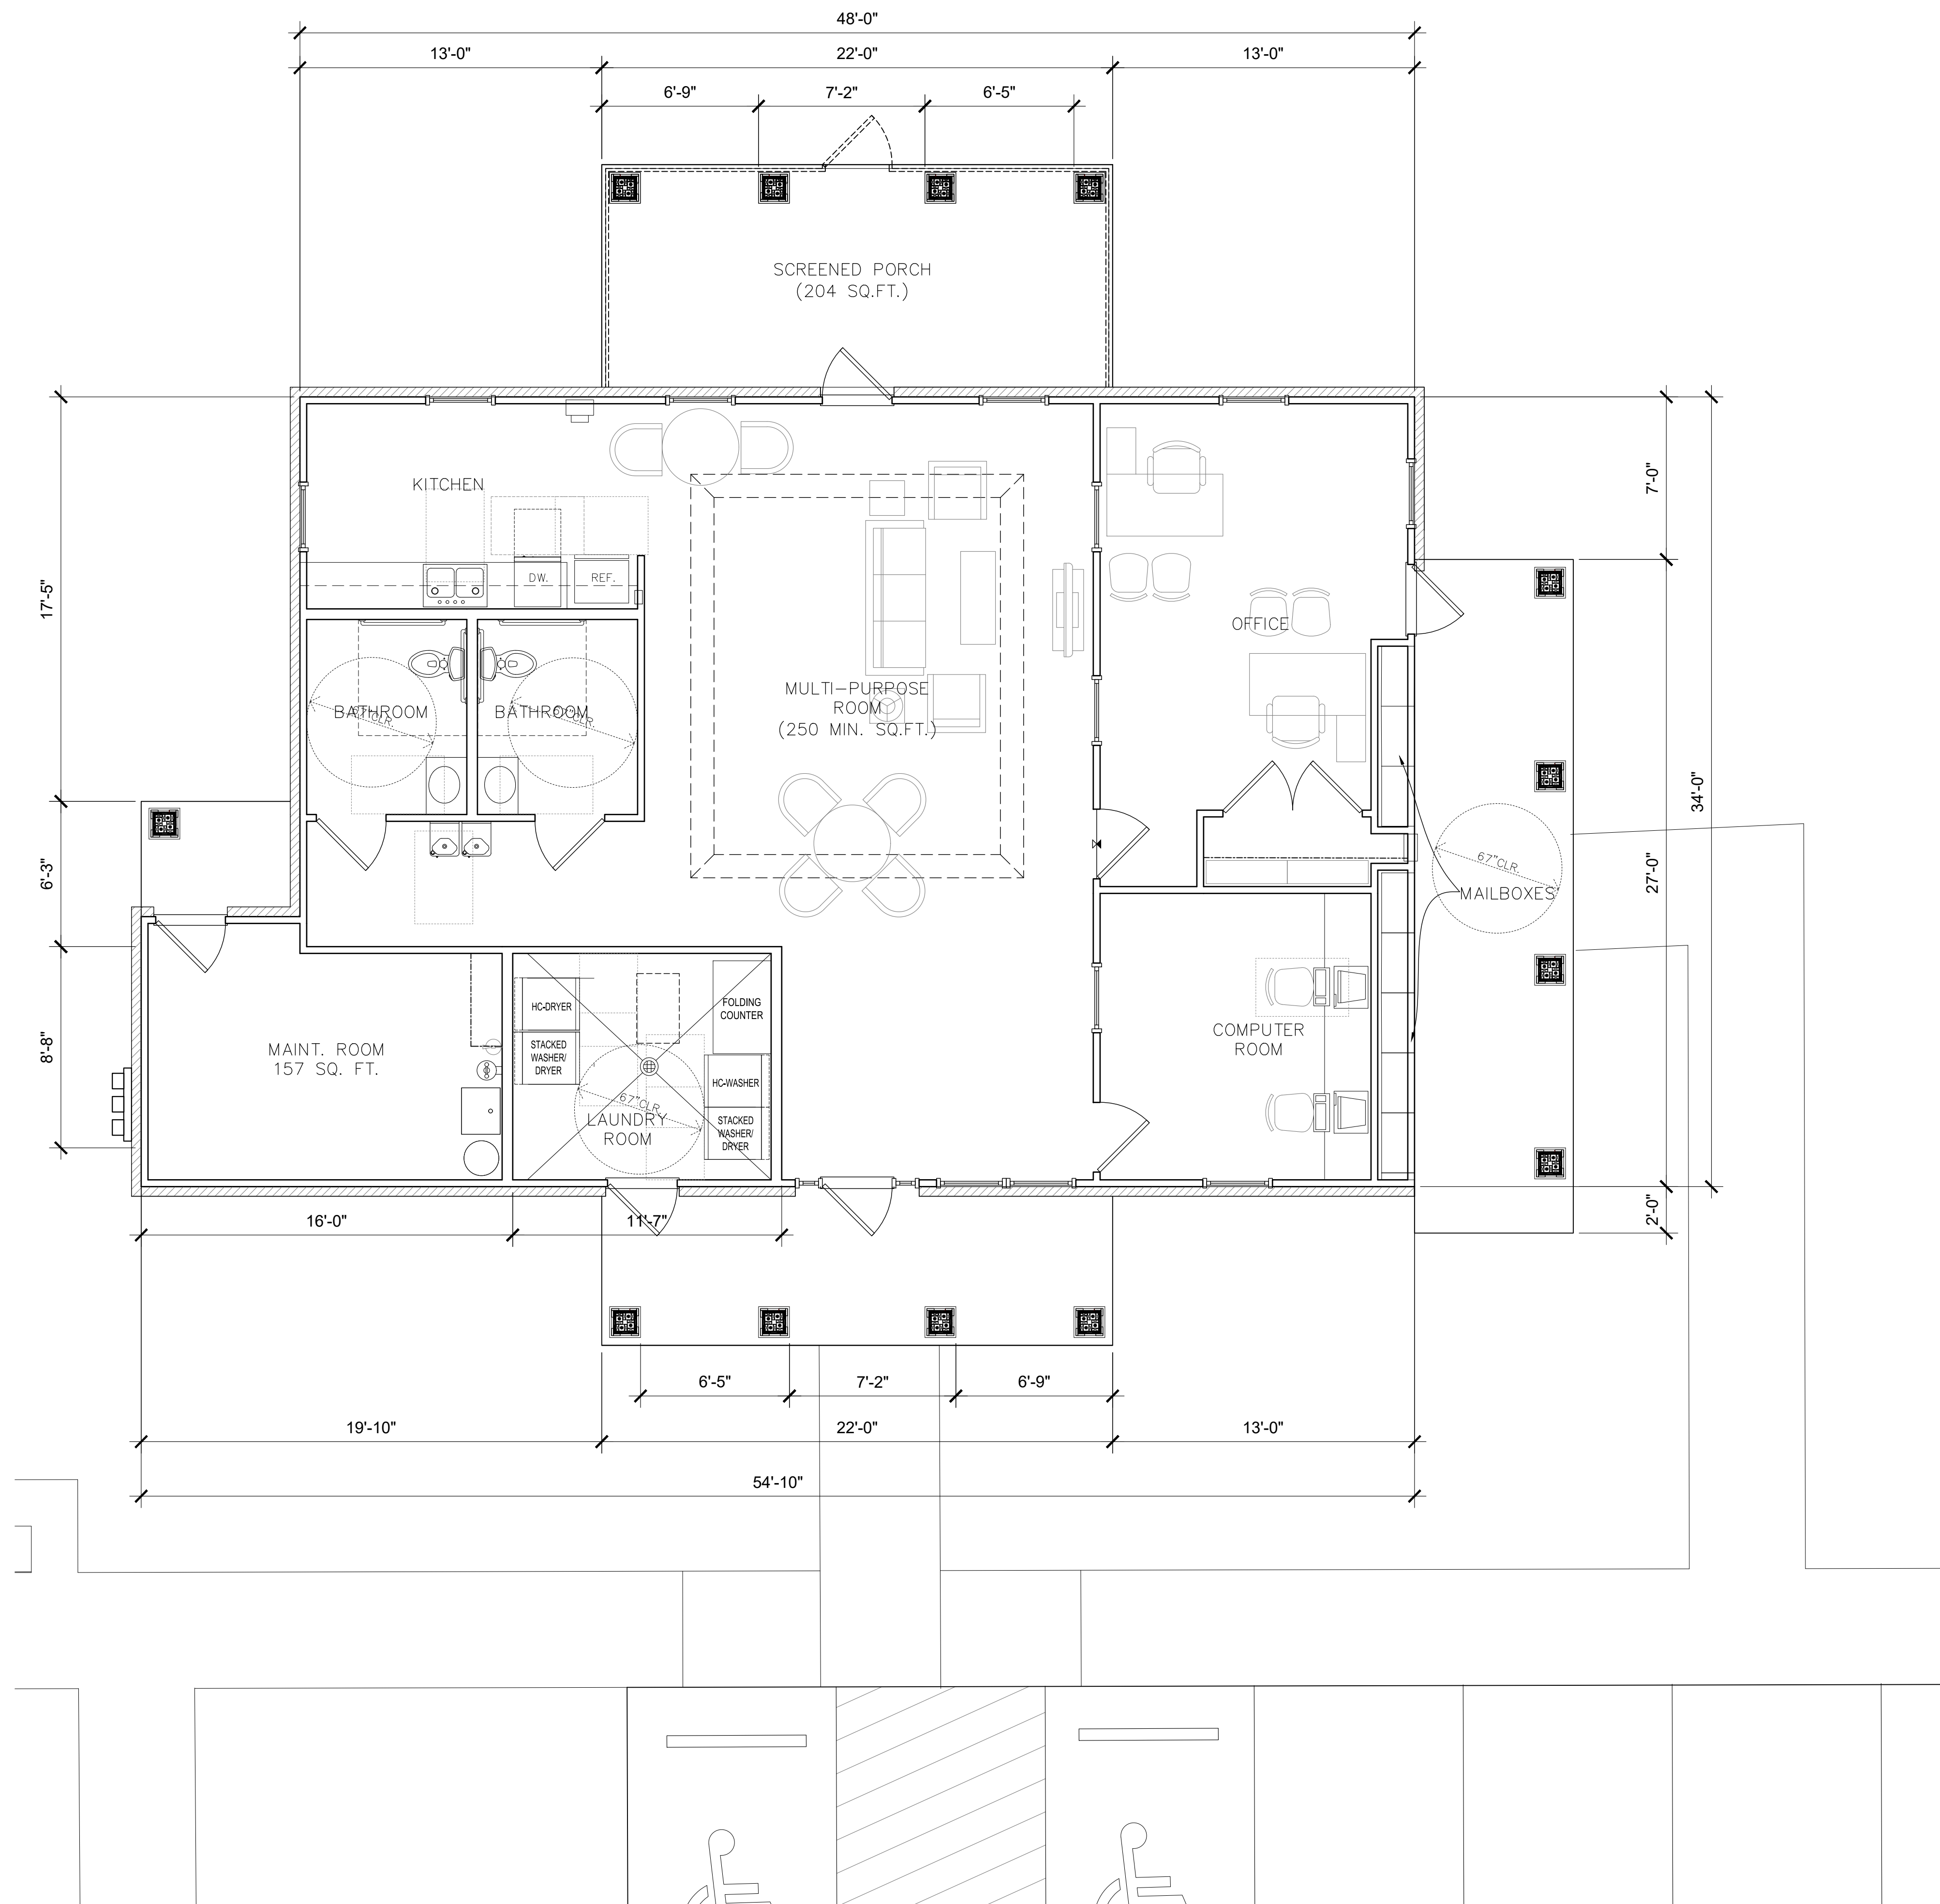 48'-0"
13'-0"
22'-0"
13'-0"
6'-9"
7'-2"
6'-5"
SCREENED PORCH
(204 SQ.FT.)
KITCHEN
DW.
REF.
7'-0"
17'-5"
OFFICE
MULTI-PURPOSE
ROOM
(250 MIN. SQ.FT.)
BATHROOM
67"CLR.
BATHROOM
67"CLR.
34'-0"
6'-3"
67"CLR.
MAILBOXES
27'-0"
HC-DRYER
FOLDING
COUNTER
STACKED
WASHER/
DRYER
COMPUTER
ROOM
MAINT. ROOM
157 SQ. FT.
8'-8"
HC-WASHER
67"CLR.
LAUNDRY
ROOM
STACKED
WASHER/
DRYER
2'-0"
16'-0"
11'-7"
6'-5"
7'-2"
6'-9"
19'-10"
22'-0"
13'-0"
54'-10"